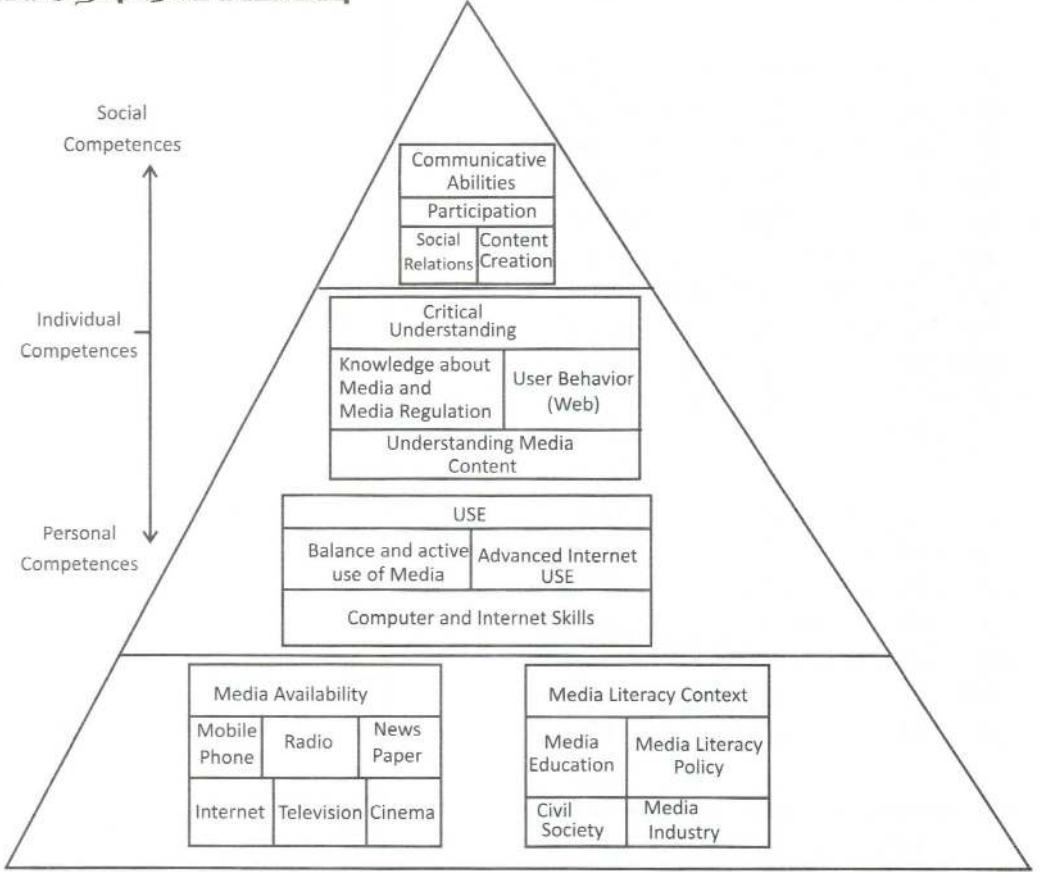 Social
Competences
Individual
Competences
Personal
Competences
Communicative
Abilities
Participation
Social
Relations
Content
Creation
Critical
Understanding
Knowledge about
Media and
Media Regulation
User Behavior
(Web)
Understanding Media
Content
USE
Balance and active
use of Media
Advanced Internet
USE
Computer and Internet Skills
Media Availability
Mobile
Phone
Radio
News
Paper
Internet
Television
Cinema
Media Literacy Context
Media
Education
Media Literacy
Policy
Civil
Society
Media
Industry